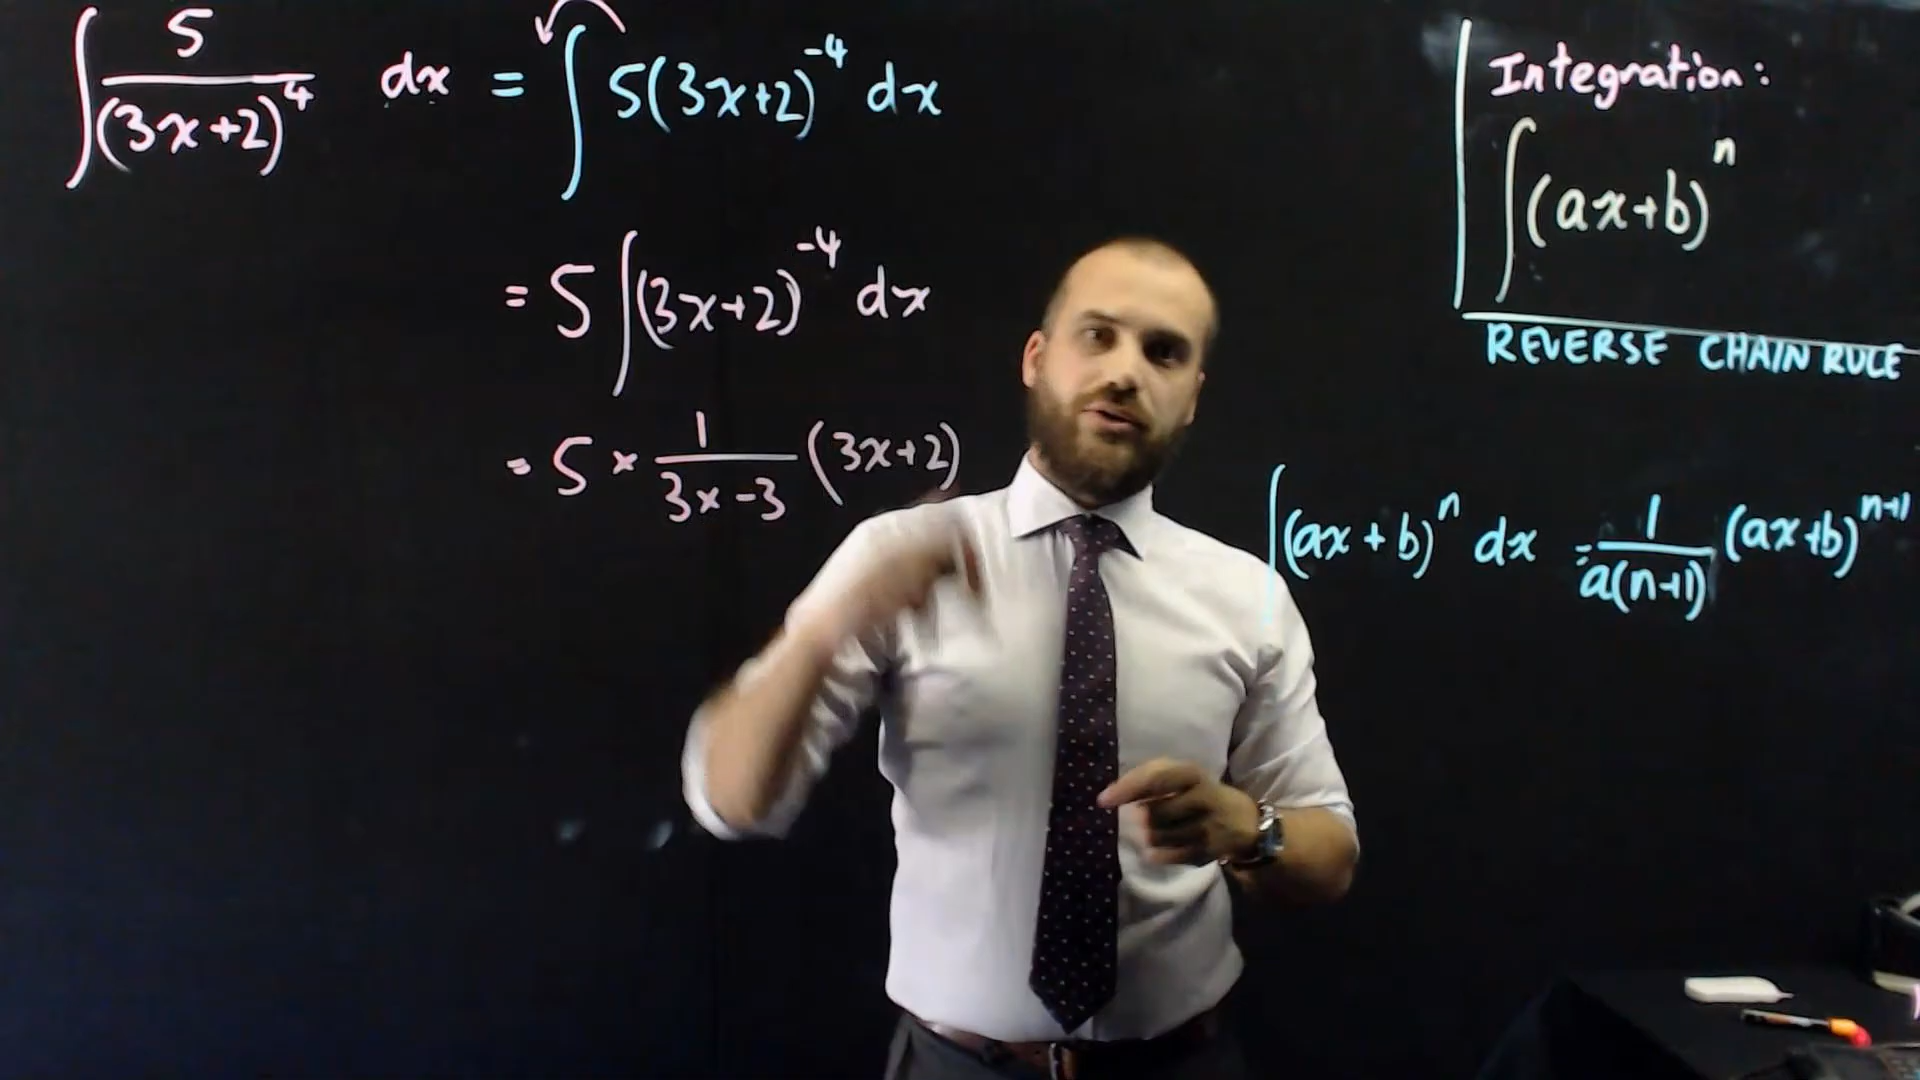 ∫ 5/(3x+2)^4 dx = ∫ 5(3x+2)^-4 dx
= 5 ∫(3x+2)^-4 dx
= 5 × 1/(3×-3) (3x+2)
Integration:
∫(ax+b)^n
REVERSE CHAIN RULE
∫(ax+b)^n dx = 1/a(n+1) (ax+b)^n+1